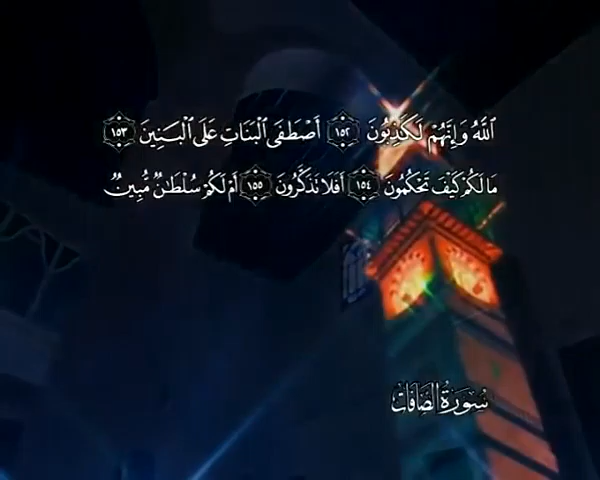 ٱللَّهُ وَإِنَّهُمْ لَكَٰذِبُونَ ١٥٢ أَصْطَفَى ٱلْبَنَاتِ عَلَى ٱلْبَنِينَ ١٥٣
مَا لَكُمْ كَيْفَ تَحْكُمُونَ ١٥٤ أَفَلَا تَذَكَّرُونَ ١٥٥ أَمْ لَكُمْ سُلْطَٰنٌ مُّبِينٌ
سُورَةُ الصَّافَّات